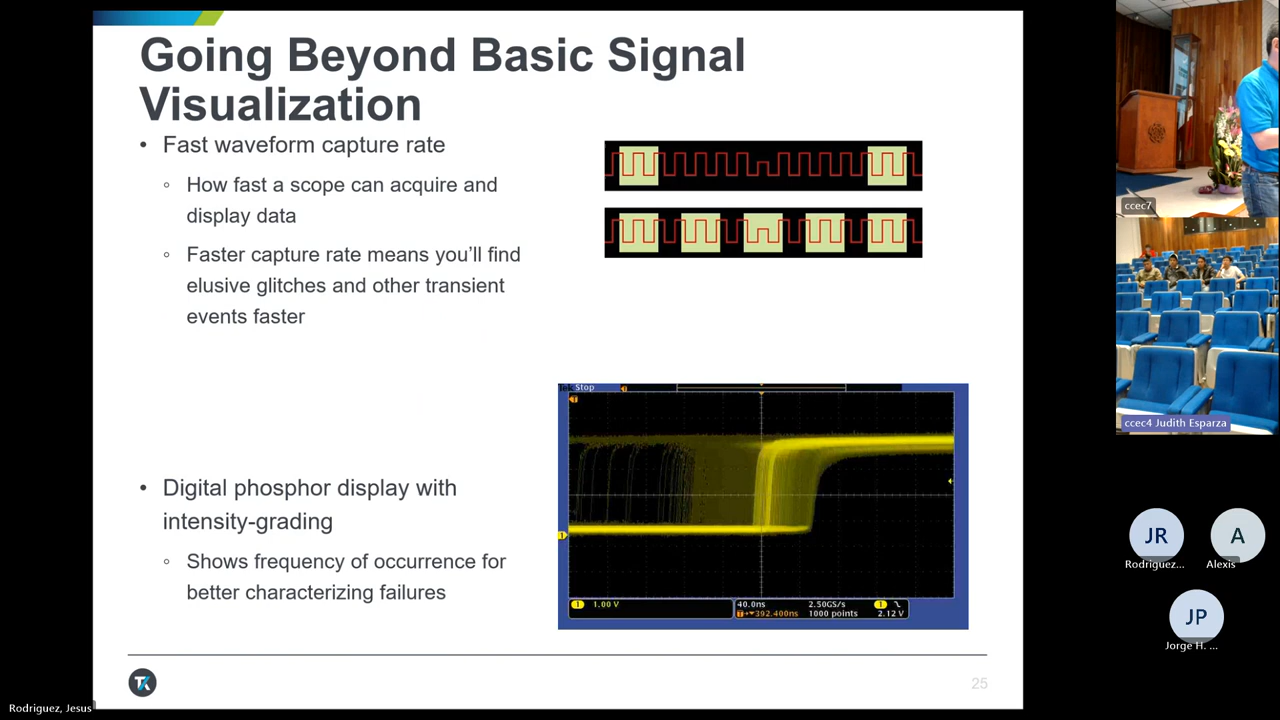 Going Beyond Basic Signal
Visualization
• Fast waveform capture rate
◦ How fast a scope can acquire and
display data
◦ Faster capture rate means you’ll find
elusive glitches and other transient
events faster
• Digital phosphor display with
intensity-grading
◦ Shows frequency of occurrence for
better characterizing failures
Stop
1 1.00 V
40.0ns 2.50GS/s 1
392.400ns 1000 points 2.12 V
25
Rodriguez, Jesus
ccec7
ccec4 Judith Esparza
JR
Rodriguez...
A
Alexis
JP
Jorge H. ...